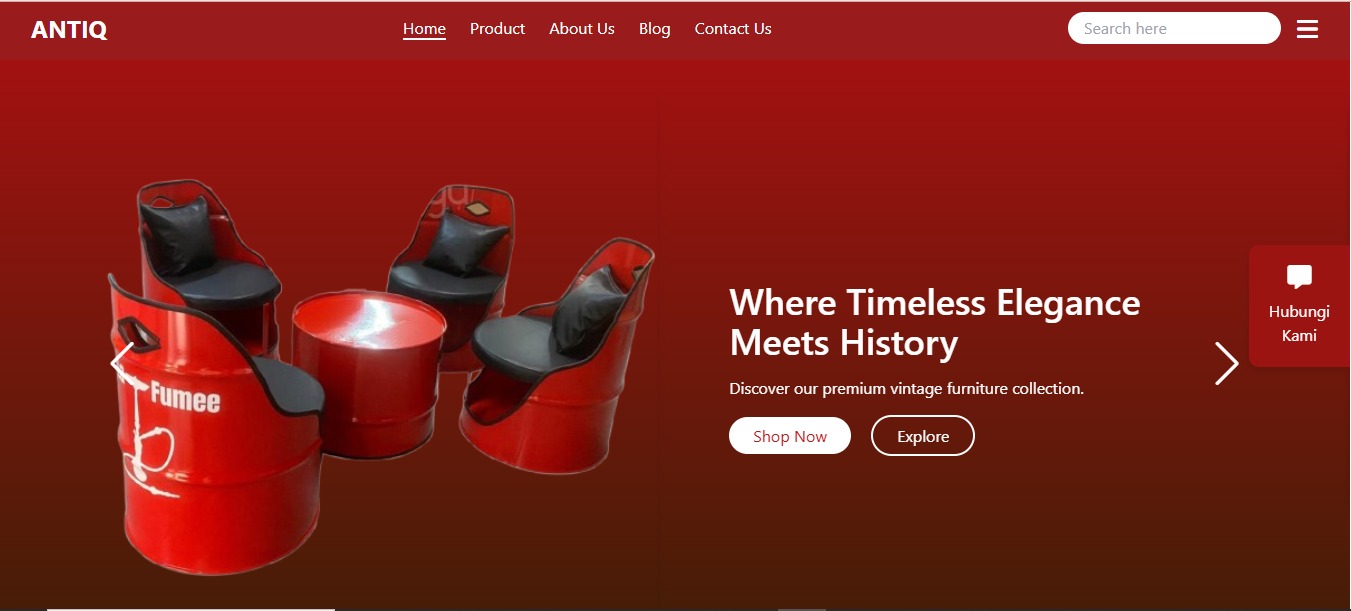 ANTIQ
Home Product About Us Blog Contact Us
Search here
Fumee
Where Timeless Elegance
Meets History
Discover our premium vintage furniture collection.
Shop Now
Explore
Hubungi
Kami